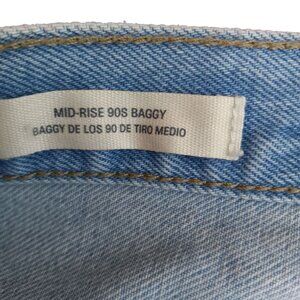 MID-RISE 90S BAGGY
BAGGY DE LOS 90 DE TIRO MEDIO